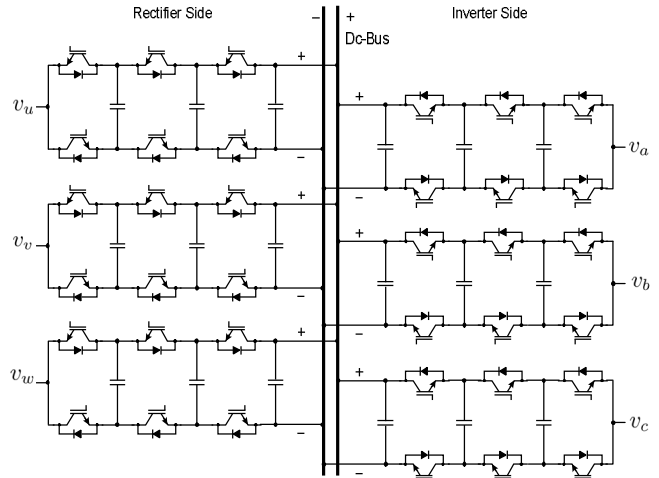 Rectifier Side
−
+
Inverter Side
Dc-Bus
+
v_u
−
+
v_a
−
+
v_v
−
+
v_b
−
+
v_w
−
+
v_c
−